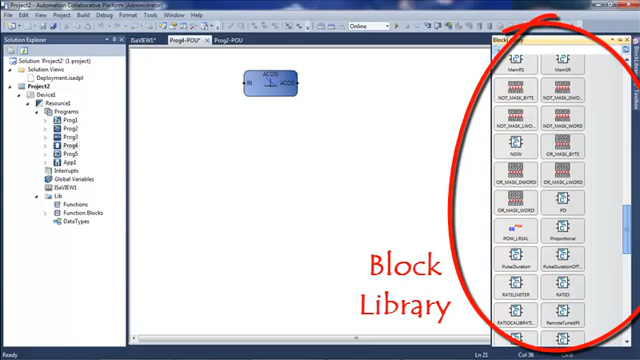 Project2 - Automation Collaborative Platform (Administrator)
File Edit View Project Build Debug Format Tools Window Help
Online
Solution Explorer
Solution 'Project2' (1 project)
Solution Views
Deployment.isadpl
Project2
Device1
Resource1
Programs
Prog1
Prog2
Prog3
Prog4
Prog5
App1
Interrupts
Global Variables
ISaVIEW1
Lib
Functions
Function Blocks
DataTypes
ISaVIEW1* Prog4-POU* Prog2-POU
ACOS
IN ACOS
Block
Library
Block Library
Toolbox
MemRS MemSR
NOT_MASK_BYTE NOT_MASK_DWO...
NOT_MASK_LWO... NOT_MASK_WORD
NOW OR_MASK_BYTE
OR_MASK_DWORD OR_MASK_LWORD
OR_MASK_WORD PD
POW_LREAL Proportional
PulseDuration PulseDurationOff...
RATELIMITER RATIO
RATIOCALIBRATI... RemoteTunedPI
Ready Ln 21 Col 36